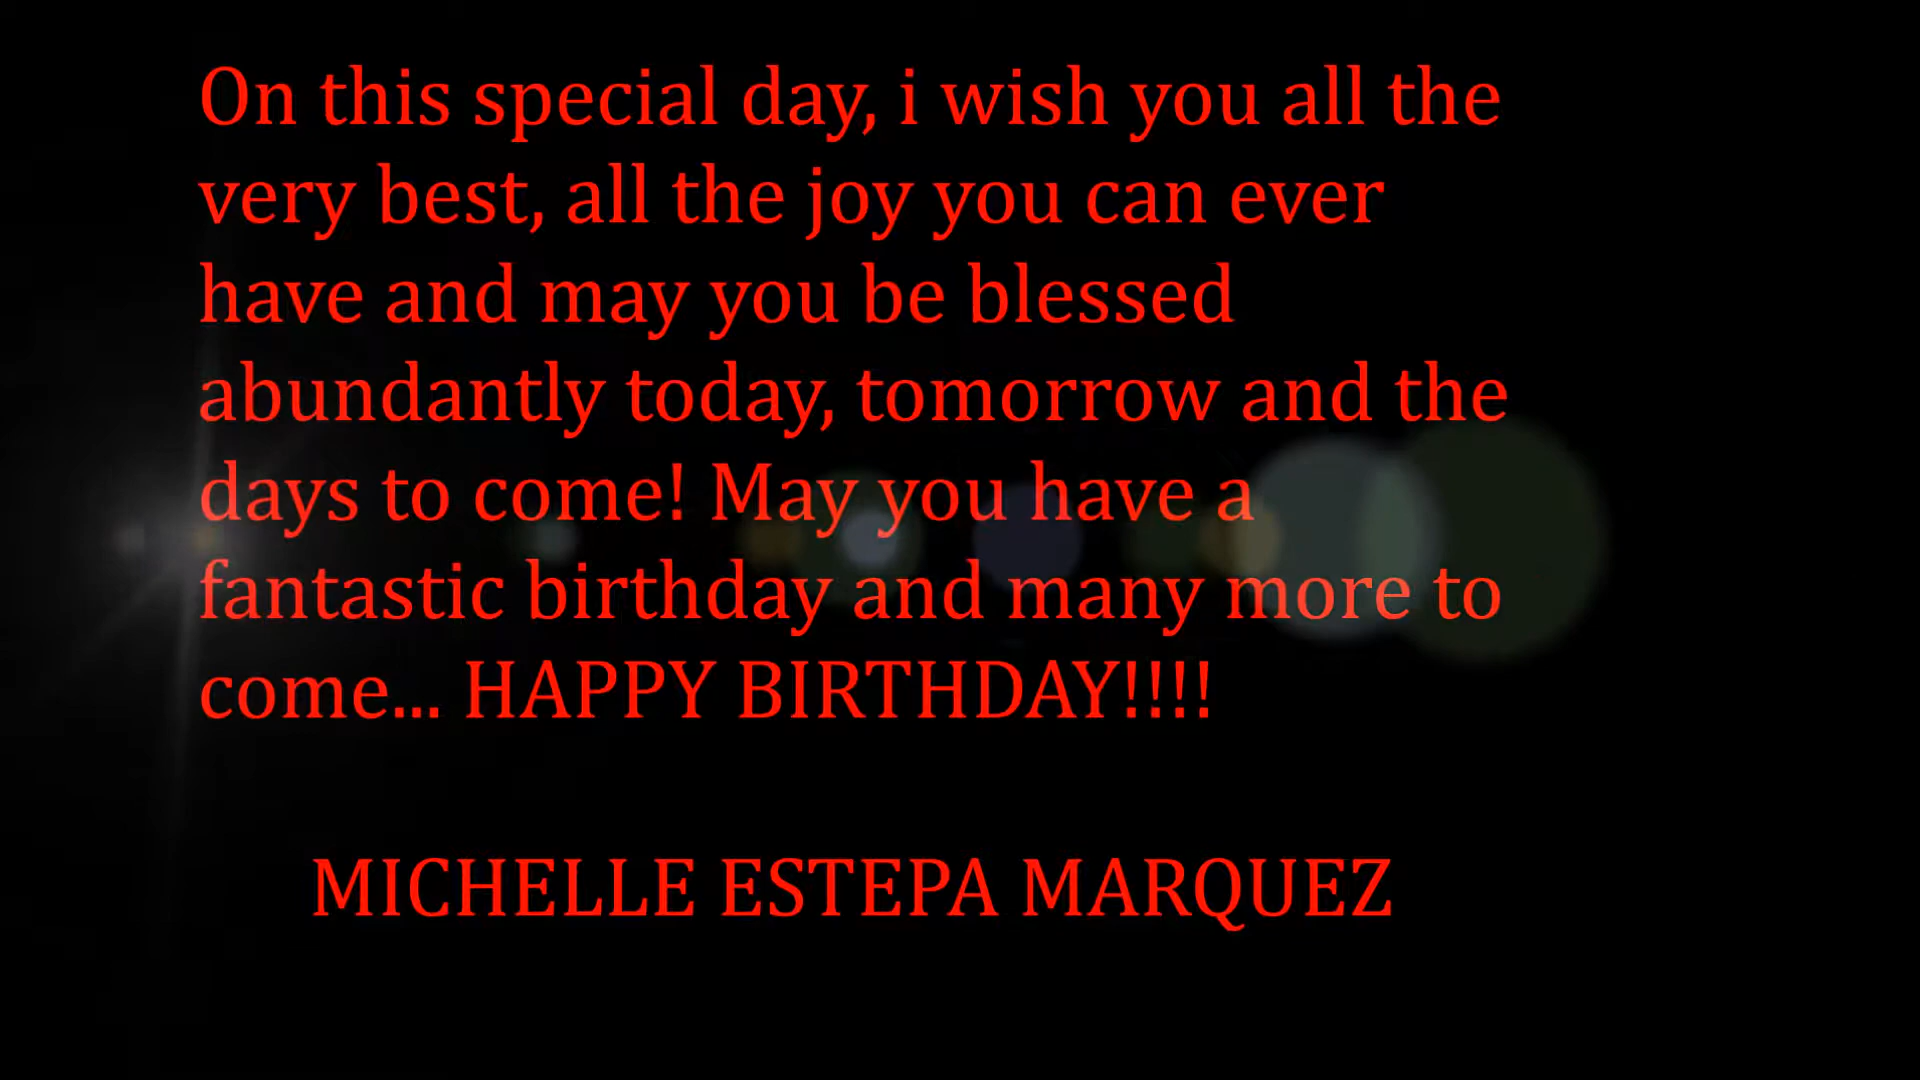 On this special day, i wish you all the
very best, all the joy you can ever
have and may you be blessed
abundantly today, tomorrow and the
days to come! May you have a
fantastic birthday and many more to
come... HAPPY BIRTHDAY!!!!
MICHELLE ESTEPA MARQUEZ